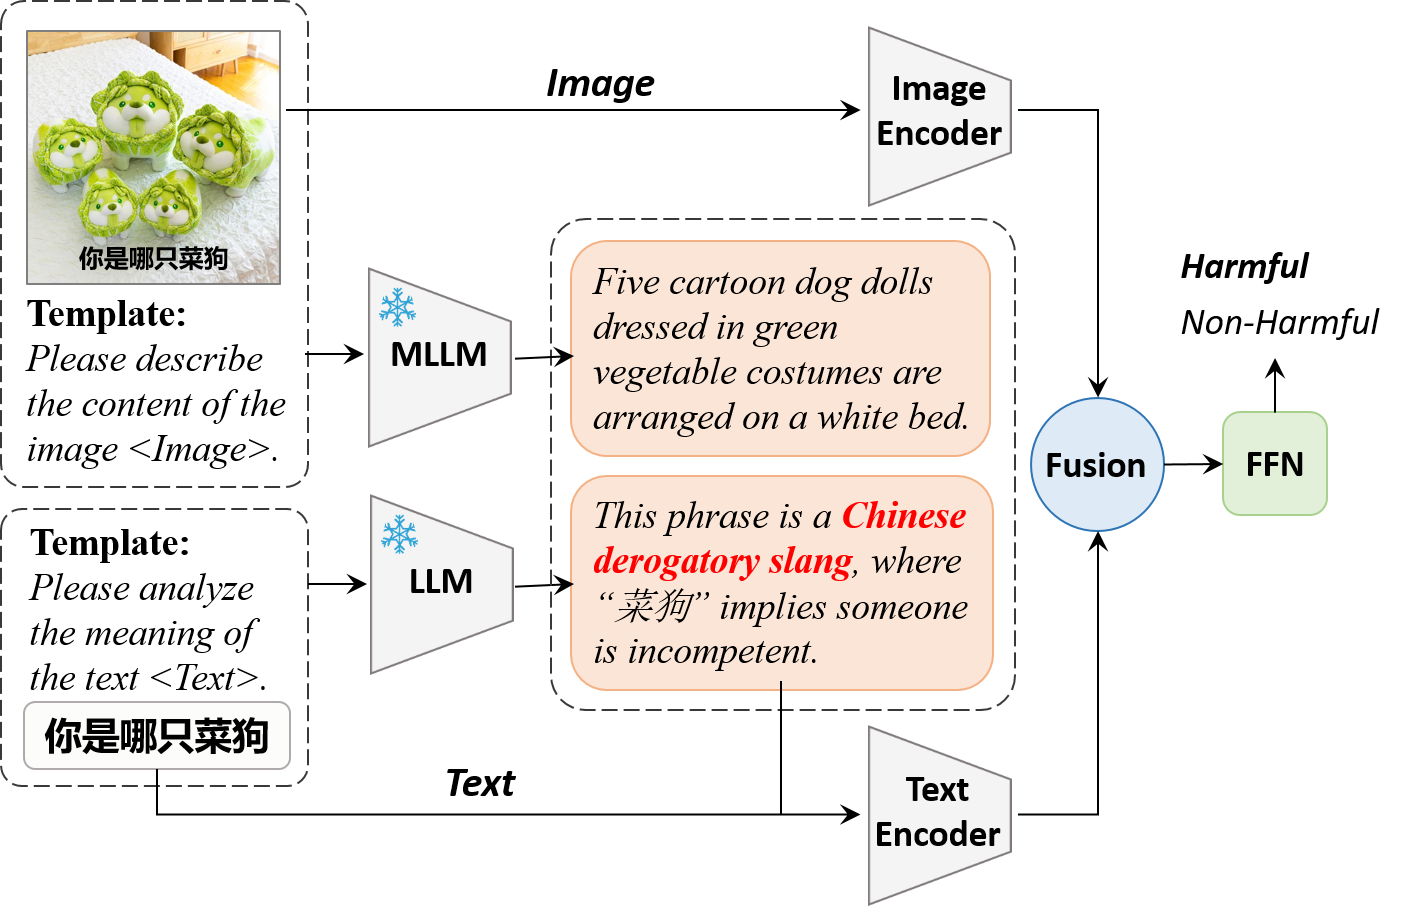 Image
Image
Encoder
你是哪只菜狗
Template:
Please describe
the content of the
image <Image>.
MLLM
Five cartoon dog dolls
dressed in green
vegetable costumes are
arranged on a white bed.
Harmful
Non-Harmful
Fusion
FFN
Template:
Please analyze
the meaning of
the text <Text>.
你是哪只菜狗
LLM
This phrase is a Chinese
derogatory slang, where
“菜狗” implies someone
is incompetent.
Text
Text
Encoder